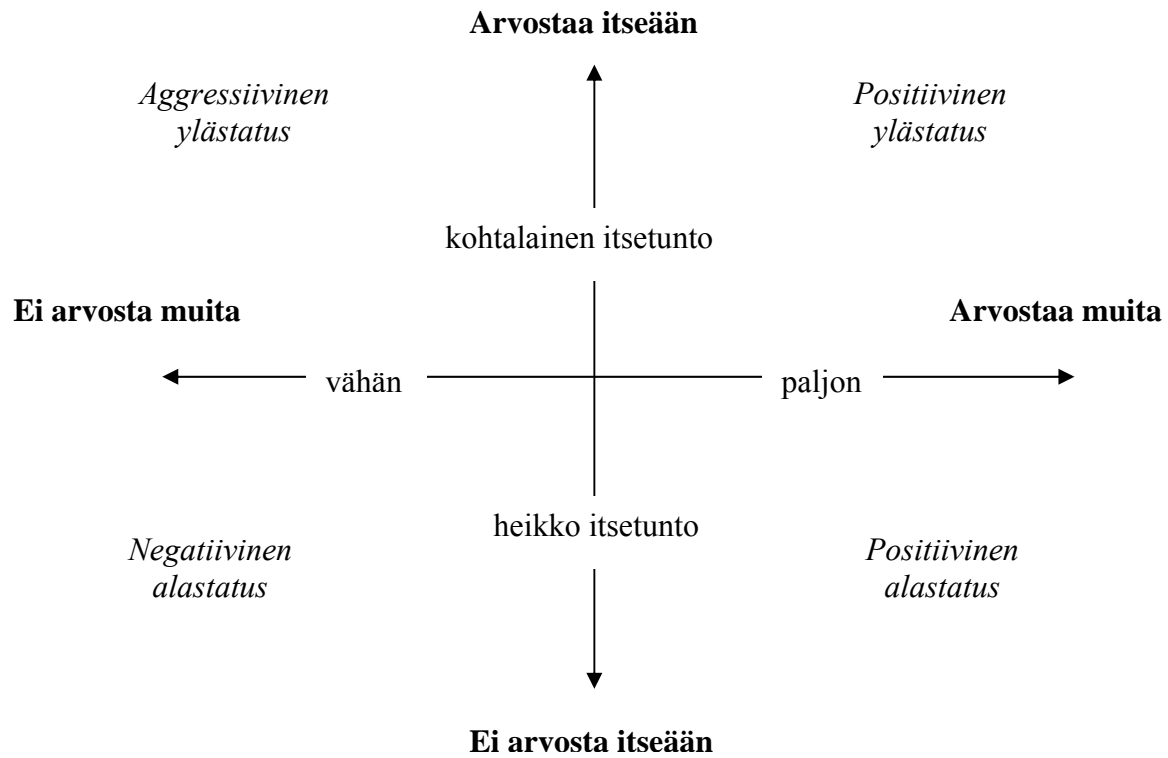 Arvostaa itseään
Aggressiivinen
ylästatus
Positiivinen
ylästatus
kohtalainen itsetunto
Ei arvosta muita
Arvostaa muita
vähän
paljon
heikko itsetunto
Negatiivinen
alastatus
Positiivinen
alastatus
Ei arvosta itseään